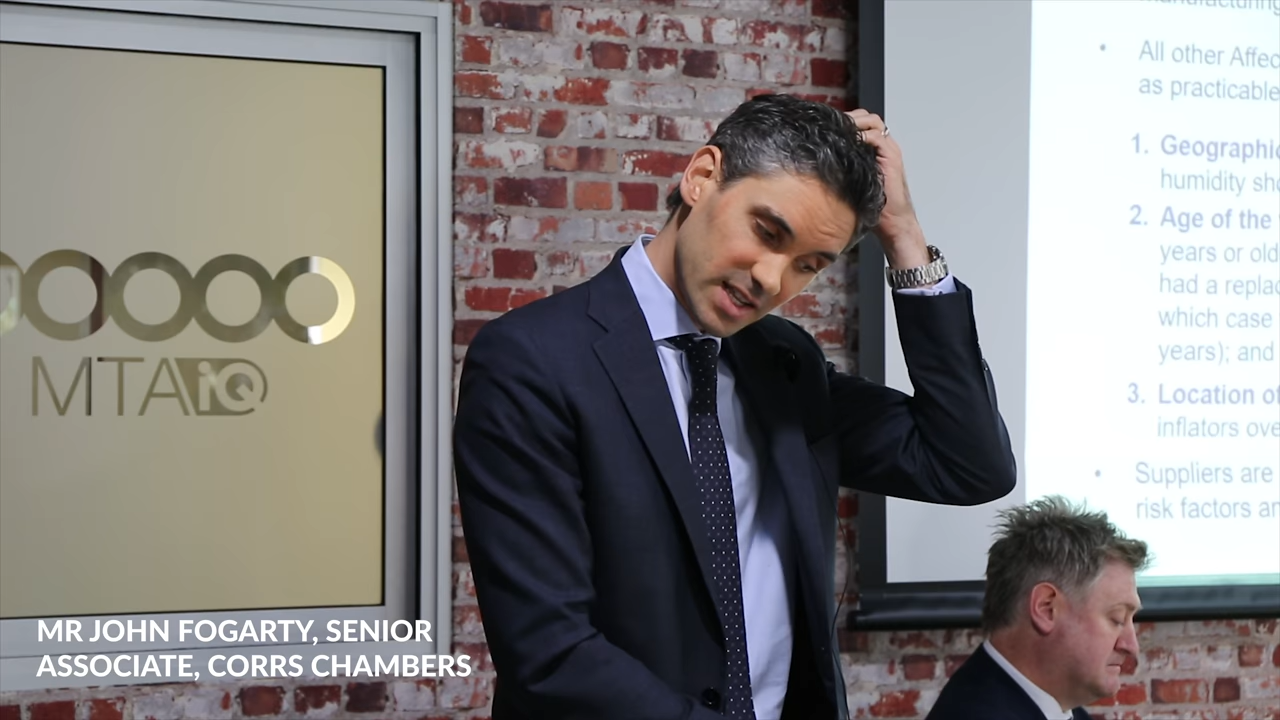 MTA iQ
anufacturing
All other Affec
as practicable
1. Geographic
humidity sho
2. Age of the
years or old
had a replac
which case
years); and
3. Location of
inflators ove
Suppliers are
risk factors an
MR JOHN FOGARTY, SENIOR
ASSOCIATE, CORRS CHAMBERS